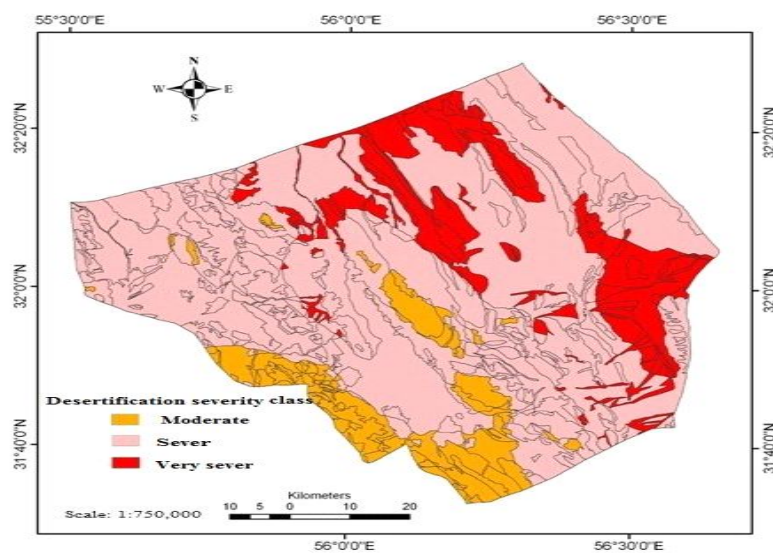 55°30'0"E 56°0'0"E 56°30'0"E
N
W E
S
32°20'0"N 32°20'0"N
32°0'0"N 32°0'0"N
Desertification severity class
Moderate
Sever
Very sever
31°40'0"N 31°40'0"N
Kilometers
10 5 0 10 20
Scale: 1:750,000
56°0'0"E 56°30'0"E